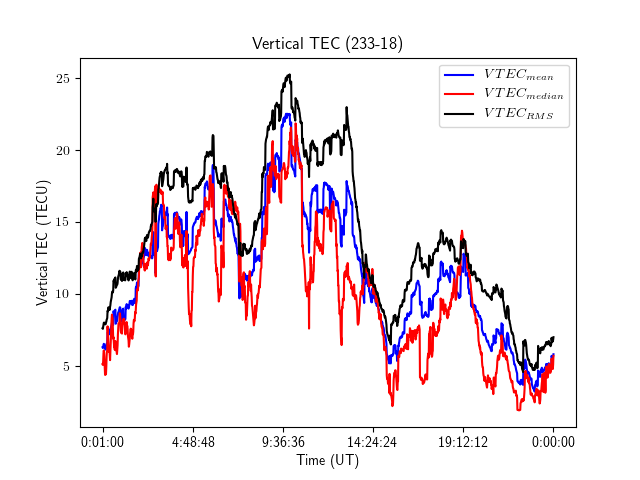 Vertical TEC (233-18)
VTEC_mean
VTEC_median
VTEC_RMS
25
20
15
10
5
Vertical TEC (TECU)
0:01:00 4:48:48 9:36:36 14:24:24 19:12:12 0:00:00
Time (UT)